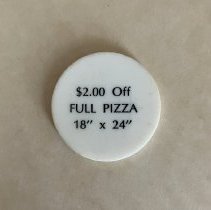 $2.00 Off
FULL PIZZA
18" x 24"